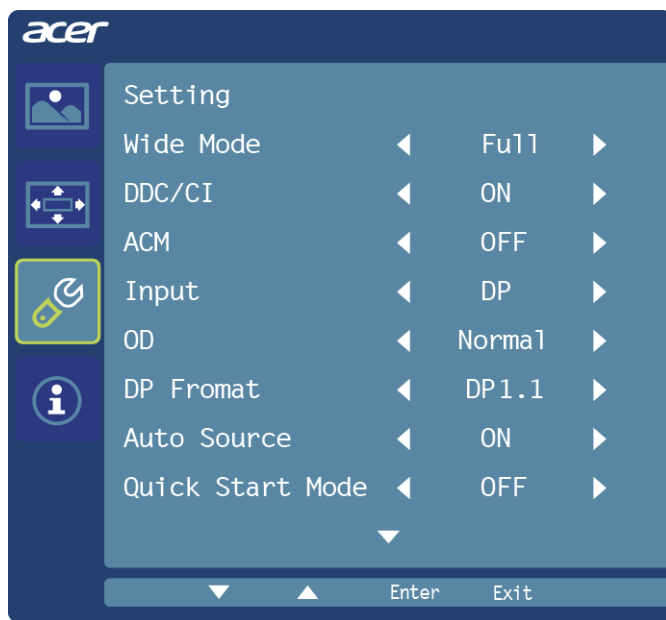 acer
Setting
Wide Mode Full
DDC/CI ON
ACM OFF
Input DP
OD Normal
DP Fromat DP1.1
Auto Source ON
Quick Start Mode OFF
Enter Exit